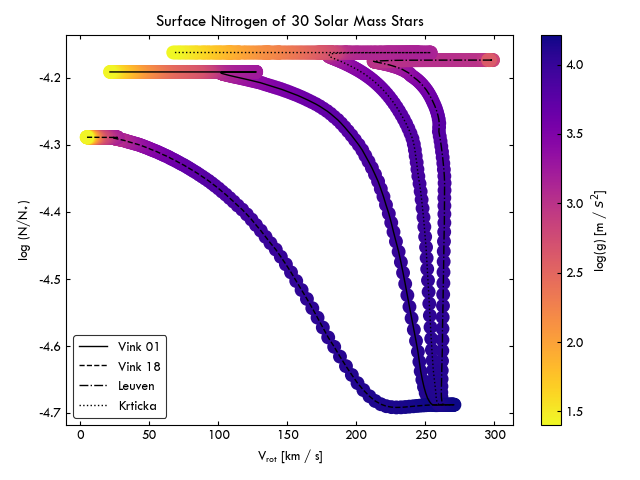 Surface Nitrogen of 30 Solar Mass Stars
log (N/N⋆)
-4.2
-4.3
-4.4
-4.5
-4.6
-4.7
Vink 01
Vink 18
Leuven
Krticka
0 50 100 150 200 250 300
V_rot [km / s]
4.0
3.5
3.0
2.5
2.0
1.5
log(g) [m / s²]